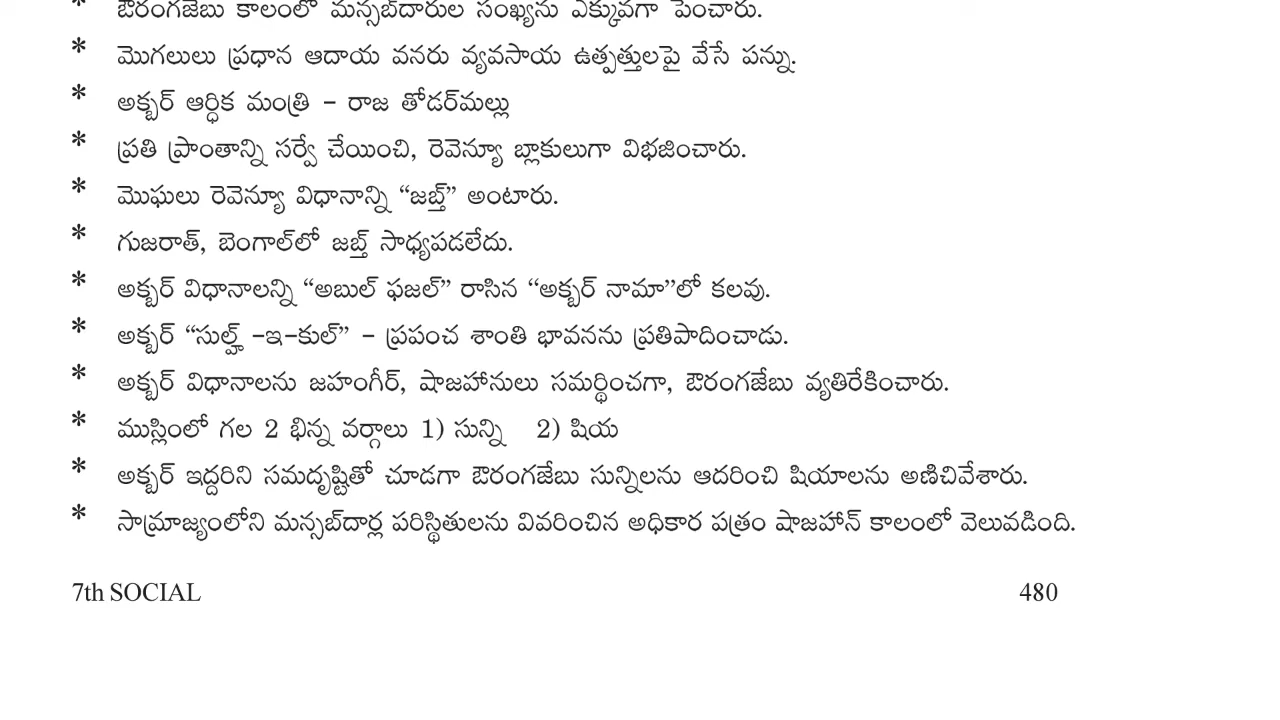 * ఔరంగజేబు కాలంలో మన్సబ్‌దారుల సంఖ్యను ఎక్కువగా పెంచారు.
* మొగలులు ప్రధాన ఆదాయ వనరు వ్యవసాయ ఉత్పత్తులపై వేసే పన్ను.
* అక్బర్ ఆర్ధిక మంత్రి - రాజ తోడర్‌మల్లు
* ప్రతి ప్రాంతాన్ని సర్వే చేయించి, రెవెన్యూ బ్లాకులుగా విభజించారు.
* మొఘలు రెవెన్యూ విధానాన్ని “జబ్త్” అంటారు.
* గుజరాత్, బెంగాల్‌లో జబ్త్ సాధ్యపడలేదు.
* అక్బర్ విధానాలన్ని “అబుల్ ఫజల్” రాసిన “అక్బర్ నామా”లో కలవు.
* అక్బర్ “సుల్హ్ -ఇ-కుల్” - ప్రపంచ శాంతి భావనను ప్రతిపాదించాడు.
* అక్బర్ విధానాలను జహంగీర్, షాజహానులు సమర్థించగా, ఔరంగజేబు వ్యతిరేకించారు.
* ముస్లింలో గల 2 భిన్న వర్గాలు 1) సున్ని 2) షియ
* అక్బర్ ఇద్దరిని సమదృష్టితో చూడగా ఔరంగజేబు సున్నిలను ఆదరించి షియాలను అణిచివేశారు.
* సామ్రాజ్యంలోని మన్సబ్‌దార్ల పరిస్థితులను వివరించిన అధికార పత్రం షాజహాన్ కాలంలో వెలువడింది.
7th SOCIAL 480